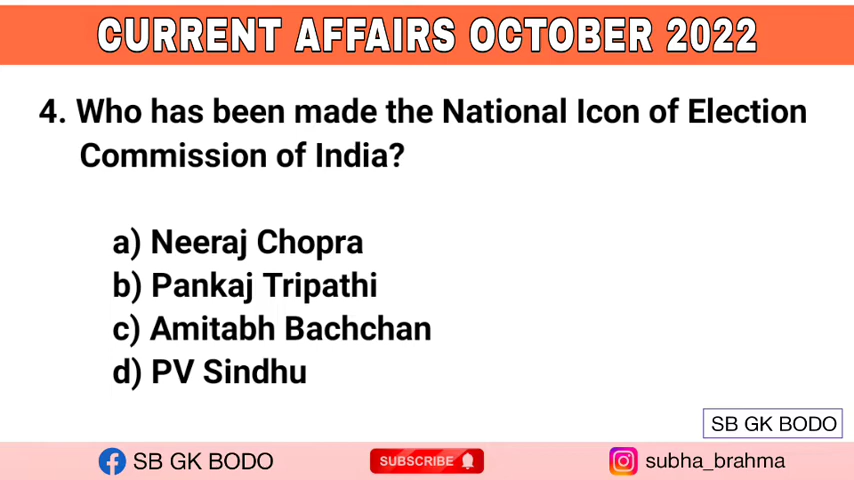 CURRENT AFFAIRS OCTOBER 2022
4. Who has been made the National Icon of Election
Commission of India?
a) Neeraj Chopra
b) Pankaj Tripathi
c) Amitabh Bachchan
d) PV Sindhu
SB GK BODO
SB GK BODO
SUBSCRIBE
subha_brahma